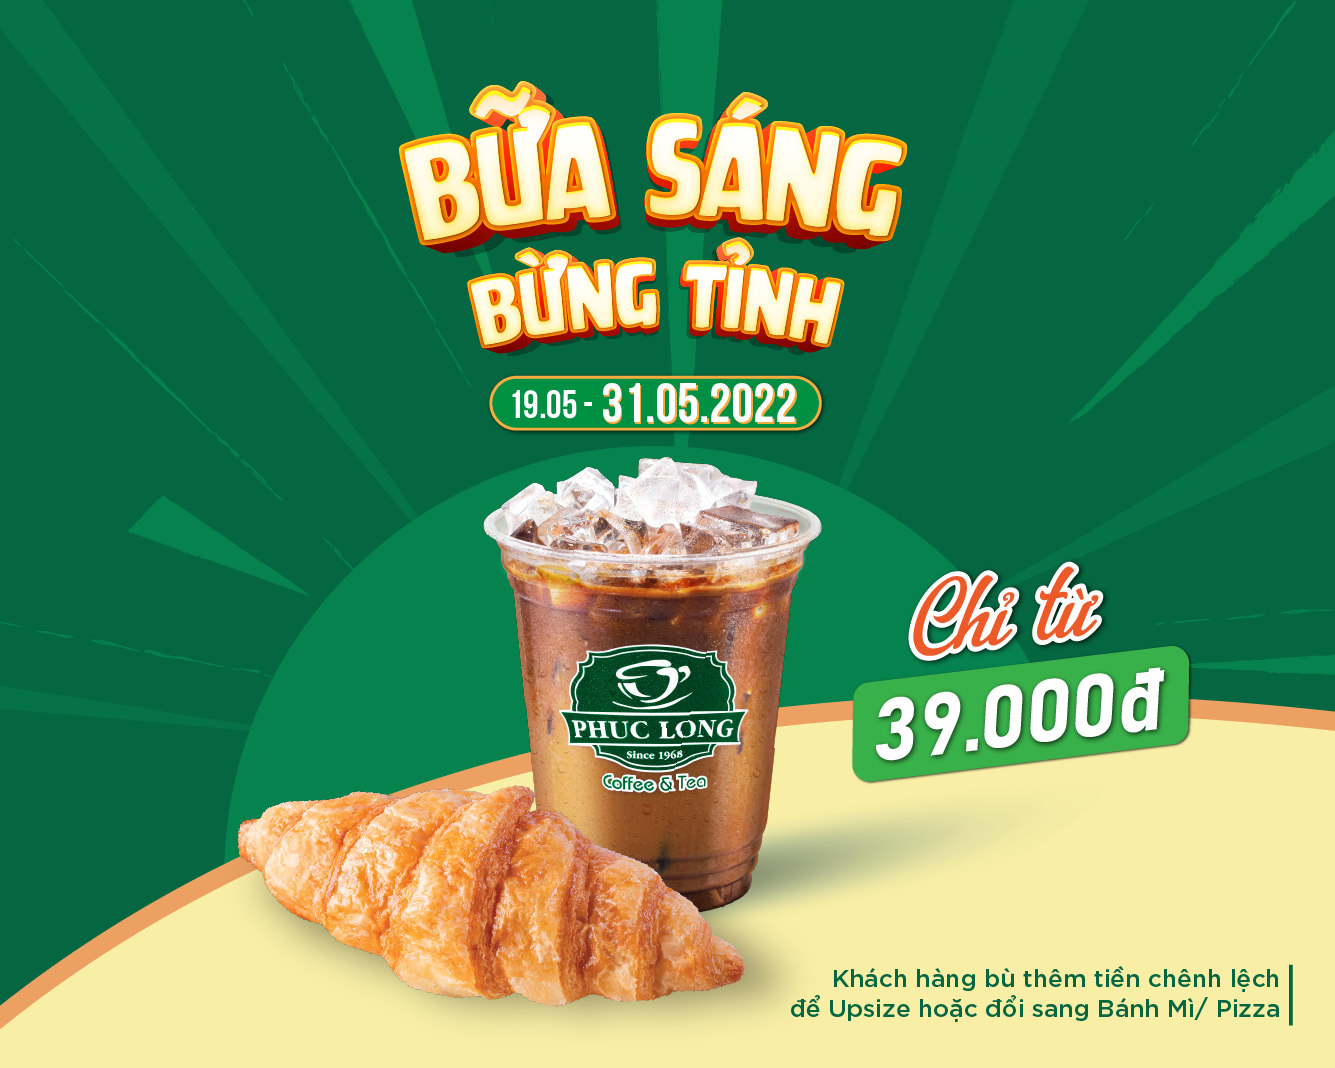 BỮA SÁNG
BỪNG TỈNH
19.05 - 31.05.2022
Chỉ từ
39.000đ
PHUC LONG
Since 1968
Coffee & Tea
Khách hàng bù thêm tiền chênh lệch
để Upsize hoặc đổi sang Bánh Mì/ Pizza